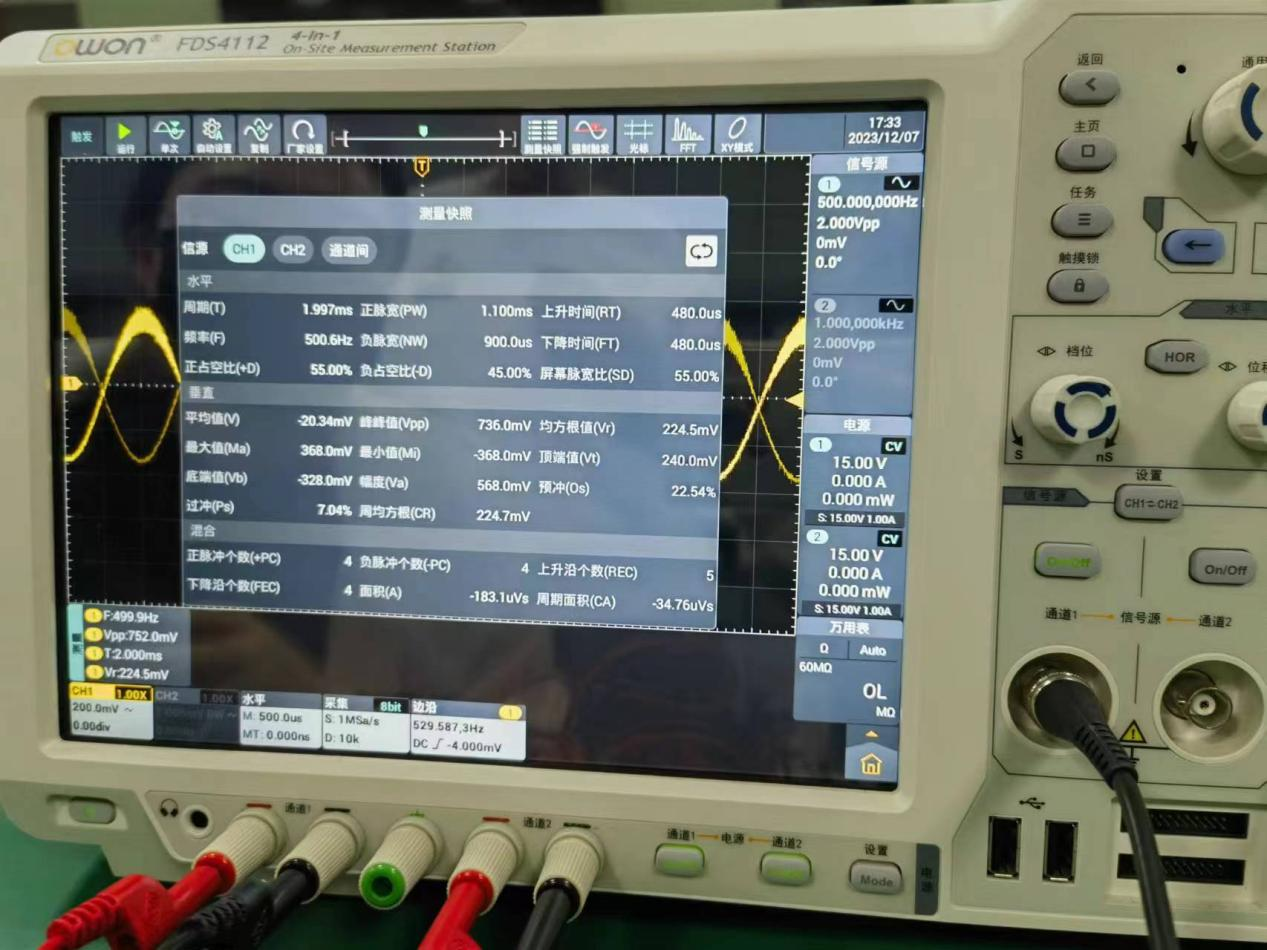 OWON® FDS4112 4-in-1
On-Site Measurement Station
触发 运行 单次 自动设置 复制 厂家设置 测量快照 强制触发 光标 FFT XY模式
17:33
2023/12/07
T
测量快照
信源 CH1 CH2 通道间
水平
周期(T) 1.997ms 正脉宽(PW) 1.100ms 上升时间(RT) 480.0us
频率(F) 500.6Hz 负脉宽(NW) 900.0us 下降时间(FT) 480.0us
正占空比(+D) 55.00% 负占空比(-D) 45.00% 屏幕脉宽比(SD) 55.00%
垂直
平均值(V) -20.34mV 峰峰值(Vpp) 736.0mV 均方根值(Vr) 224.5mV
最大值(Ma) 368.0mV 最小值(Mi) -368.0mV 顶端值(Vt) 240.0mV
底端值(Vb) -328.0mV 幅度(Va) 568.0mV 预冲(Os) 22.54%
过冲(Ps) 7.04% 周均方根(CR) 224.7mV
混合
正脉冲个数(+PC) 4 负脉冲个数(-PC) 4 上升沿个数(REC) 5
下降沿个数(FEC) 4 面积(A) -183.1uVs 周期面积(CA) -34.76uVs
1
信号源
1
500.000,000Hz
2.000Vpp
0mV
0.0°
2
1.000,000kHz
2.000Vpp
0mV
0.0°
电源
1 CV
15.00 V
0.000 A
0.000 mW
S: 15.00V 1.00A
2 CV
15.00 V
0.000 A
0.000 mW
S: 15.00V 1.00A
万用表
Ω Auto
60MΩ
OL
MΩ
1 F:499.9Hz
1 Vpp:752.0mV
1 T:2.000ms
1 Vr:224.5mV
CH1 1.00X
200.0mV ~
0.00div
CH2 1.00X
水平
M: 500.0us
MT: 0.000ns
采集 8bit
S: 1MSa/s
D: 10k
边沿 1
529.587,3Hz
DC -4.000mV
返回
主页
任务
触摸锁
通用
水平
档位
HOR
位移
S nS
设置
信号源
CH1⇌CH2
On/Off
On/Off
通道1 信号源 通道2
通道1
通道2
通道1 电源 通道2
设置
Mode
电源